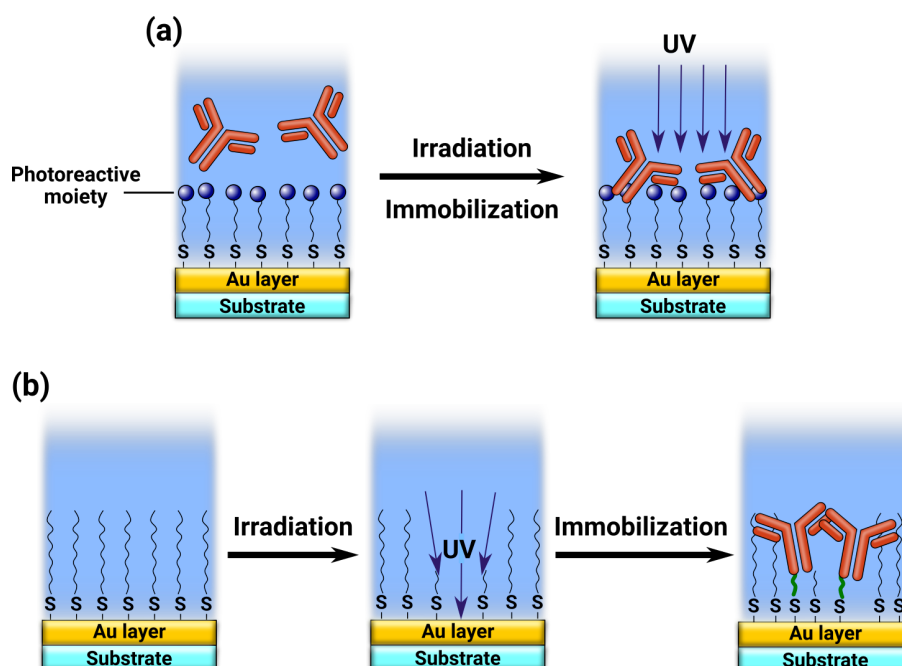 (a)
UV
Photoreactive
moiety
Irradiation
Immobilization
S S S S S S S
Au layer
Substrate
S S S S S S S
Au layer
Substrate
(b)
Irradiation
UV
Immobilization
S S S S S S S
Au layer
Substrate
S S S S S S
Au layer
Substrate
S S S S S S
Au layer
Substrate